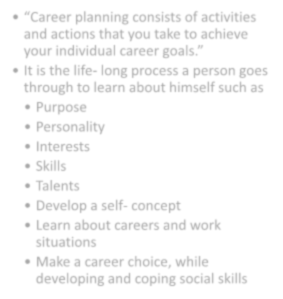 • “Career planning consists of activities
and actions that you take to achieve
your individual career goals.”
• It is the life- long process a person goes
through to learn about himself such as
• Purpose
• Personality
• Interests
• Skills
• Talents
• Develop a self- concept
• Learn about careers and work
situations
• Make a career choice, while
developing and coping social skills